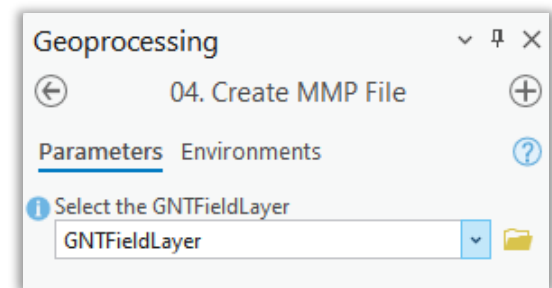 Geoprocessing
04. Create MMP File
Parameters Environments
Select the GNTFieldLayer
GNTFieldLayer